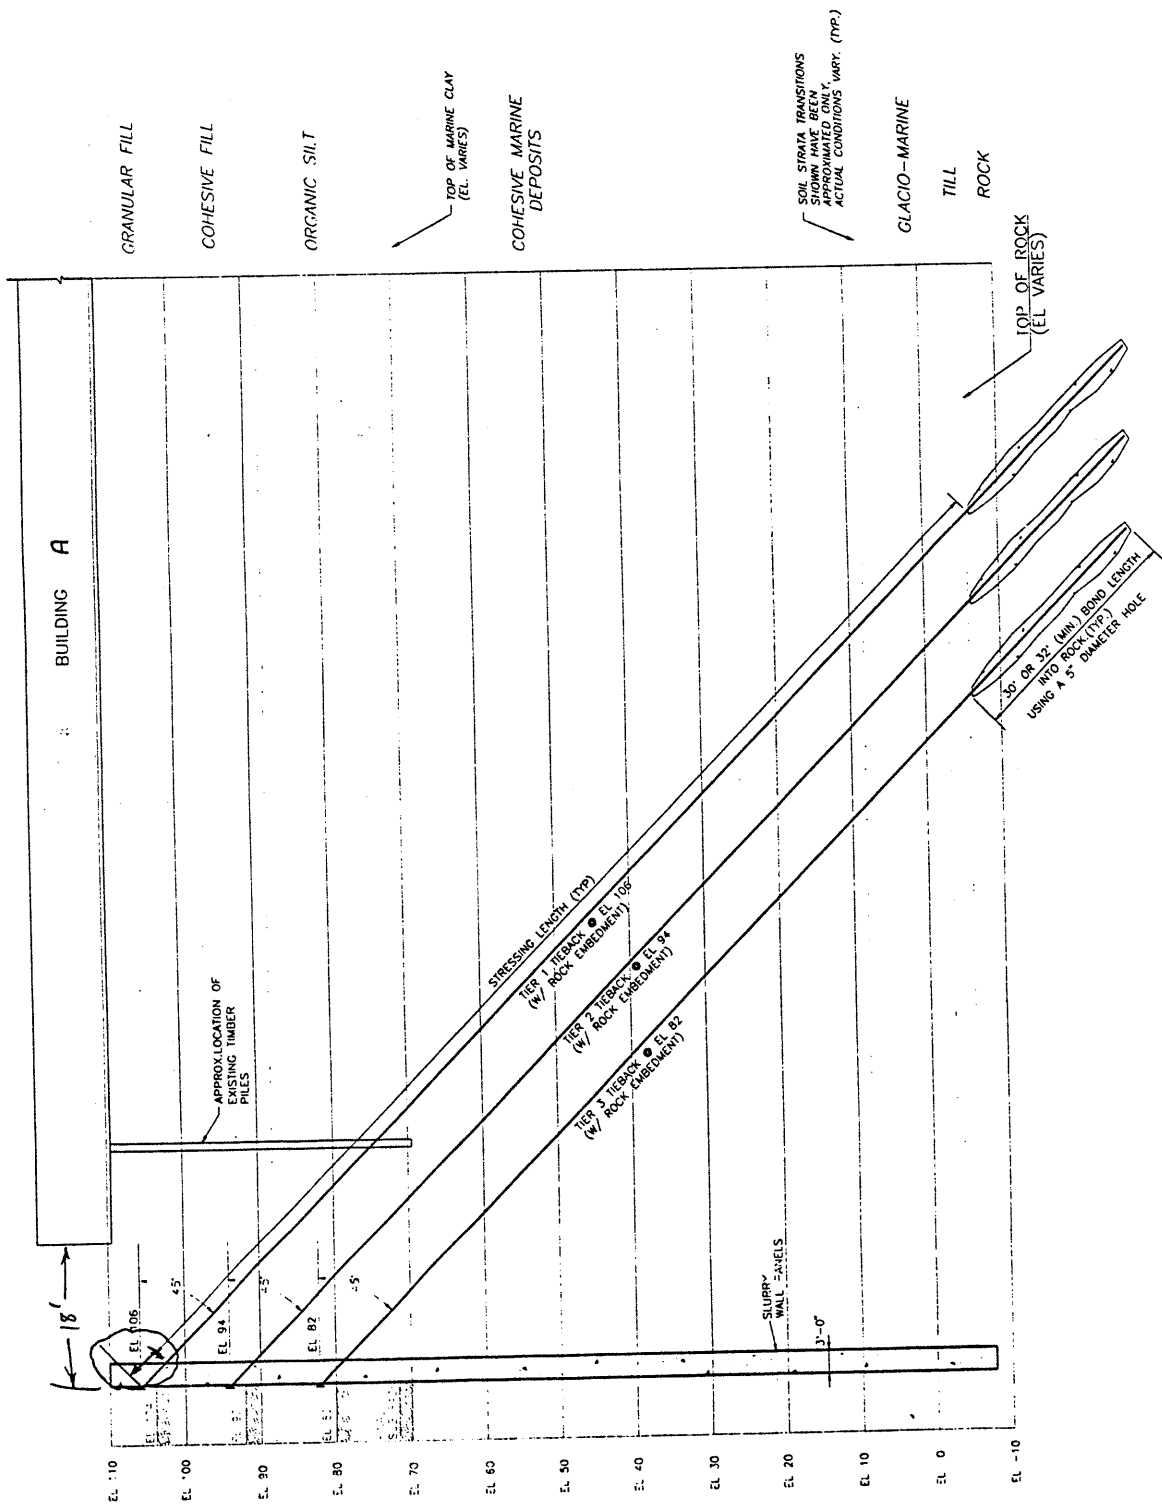 BUILDING A
18'
GRANULAR FILL
COHESIVE FILL
ORGANIC SILT
TOP OF MARINE CLAY
(EL. VARIES)
COHESIVE MARINE
DEPOSITS
SOIL STRATA TRANSITIONS
SHOWN HAVE BEEN
APPROXIMATED ONLY.
ACTUAL CONDITIONS VARY. (TYP.)
GLACIO-MARINE
TILL
ROCK
TOP OF ROCK
(EL VARIES)
APPROX.LOCATION OF
EXISTING TIMBER
PILES
STRESSING LENGTH (TYP)
TIER 1 TIEBACK @ EL 106
(W/ ROCK EMBEDMENT)
TIER 2 TIEBACK @ EL 94
(W/ ROCK EMBEDMENT)
TIER 3 TIEBACK @ EL 82
(W/ ROCK EMBEDMENT)
30' OR 32' (MIN.) BOND LENGTH
INTO ROCK.(TYP.)
USING A 5" DIAMETER HOLE
EL 106
45°
EL 94
45°
EL 82
45°
SLURRY
WALL PANELS
3'-0"
EL 110
EL 100
EL 90
EL 80
EL 70
EL 60
EL 50
EL 40
EL 30
EL 20
EL 10
EL 0
EL -10